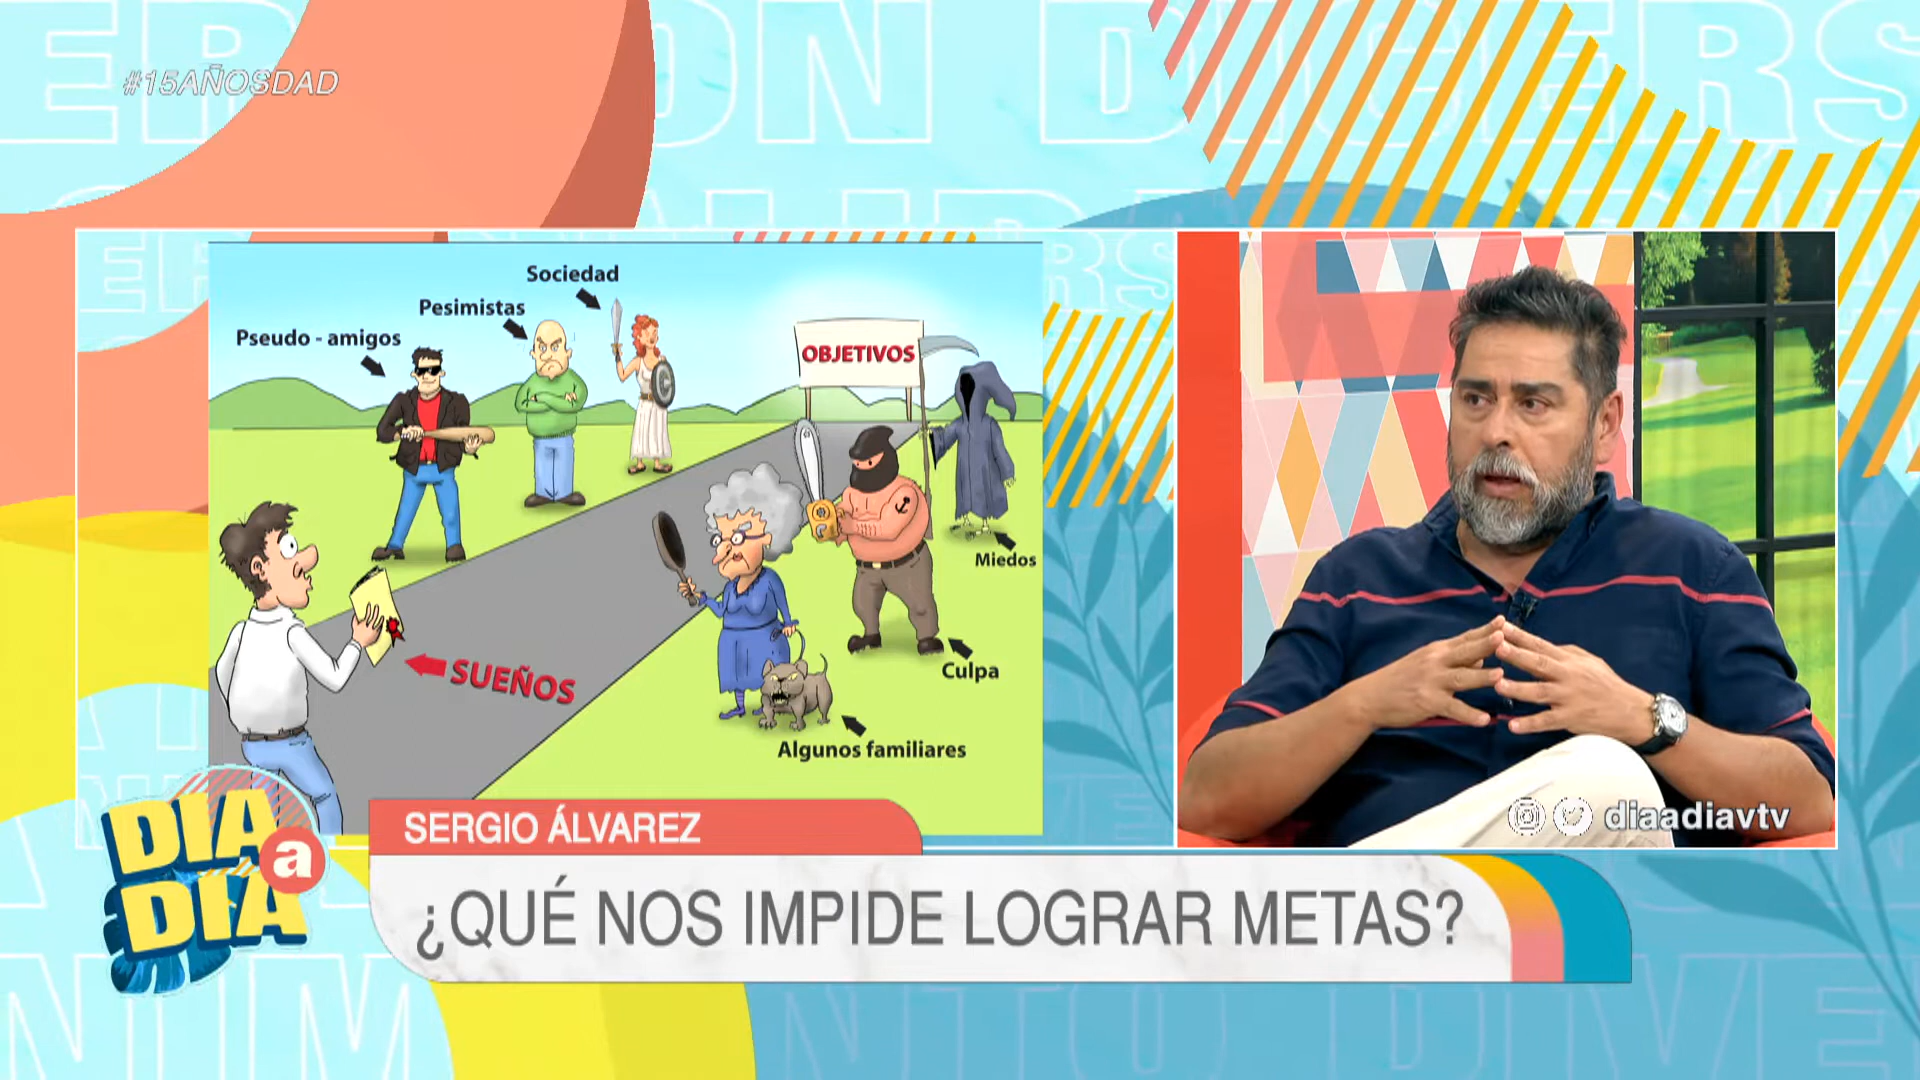 #15AÑOSDAD
Sociedad
Pesimistas
Pseudo - amigos
OBJETIVOS
Miedos
SUEÑOS
Culpa
Algunos familiares
diaadiavtv
DIA a DIA
SERGIO ÁLVAREZ
¿QUÉ NOS IMPIDE LOGRAR METAS?